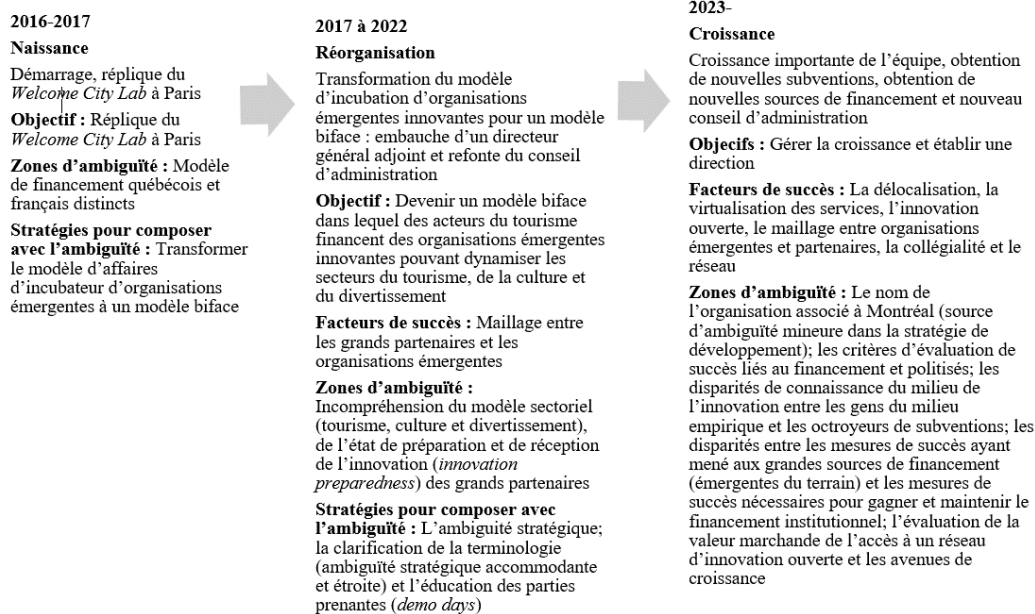 2016-2017
Naissance
Démarrage, réplique du
Welcome City Lab à Paris
Objectif : Réplique du
Welcome City Lab à Paris
Zones d’ambiguïté : Modèle
de financement québécois et
français distincts
Stratégies pour composer
avec l’ambiguïté : Transformer
le modèle d’affaires
d’incubateur d’organisations
émergentes à un modèle biface
2017 à 2022
Réorganisation
Transformation du modèle
d’incubation d’organisations
émergentes innovantes pour un modèle
biface : embauche d’un directeur
général adjoint et refonte du conseil
d’administration
Objectif : Devenir un modèle biface
dans lequel des acteurs du tourisme
financent des organisations émergentes
innovantes pouvant dynamiser les
secteurs du tourisme, de la culture et
du divertissement
Facteurs de succès : Maillage entre
les grands partenaires et les
organisations émergentes
Zones d’ambiguïté :
Incompréhension du modèle sectoriel
(tourisme, culture et divertissement),
de l’état de préparation et de réception
de l’innovation (innovation
preparedness) des grands partenaires
Stratégies pour composer avec
l’ambiguïté : L’ambiguité stratégique;
la clarification de la terminologie
(ambiguïté stratégique accommodante
et étroite) et l’éducation des parties
prenantes (demo days)
2023-
Croissance
Croissance importante de l’équipe, obtention
de nouvelles subventions, obtention de
nouvelles sources de financement et nouveau
conseil d’administration
Objecifs : Gérer la croissance et établir une
direction
Facteurs de succès : La délocalisation, la
virtualisation des services, l’innovation
ouverte, le maillage entre organisations
émergentes et partenaires, la collégialité et le
réseau
Zones d’ambiguïté : Le nom de
l’organisation associé à Montréal (source
d’ambiguïté mineure dans la stratégie de
développement); les critères d’évaluation de
succès liés au financement et politisés; les
disparités de connaissance du milieu de
l’innovation entre les gens du milieu
empirique et les octroyeurs de subventions; les
disparités entre les mesures de succès ayant
mené aux grandes sources de financement
(émergentes du terrain) et les mesures de
succès nécessaires pour gagner et maintenir le
financement institutionnel; l’évaluation de la
valeur marchande de l’accès à un réseau
d’innovation ouverte et les avenues de
croissance